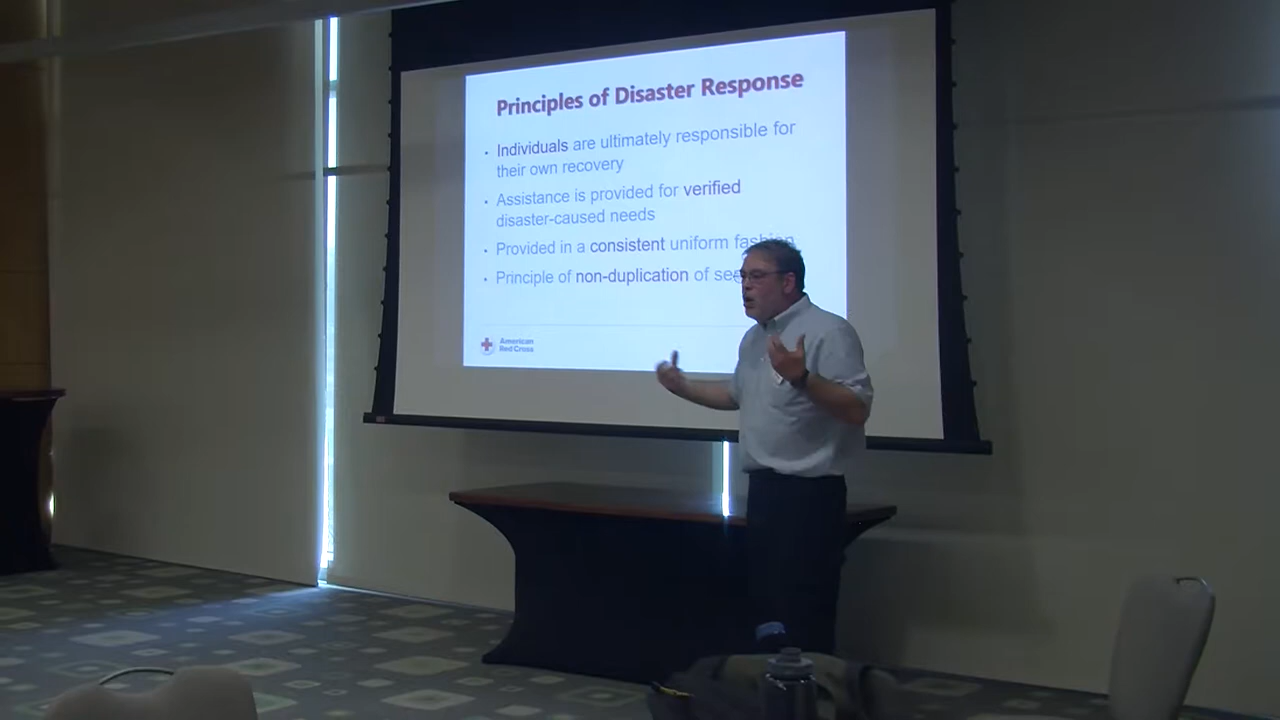 Principles of Disaster Response
• Individuals are ultimately responsible for
their own recovery
• Assistance is provided for verified
disaster-caused needs
• Provided in a consistent uniform fashion
• Principle of non-duplication of
American
Red Cross